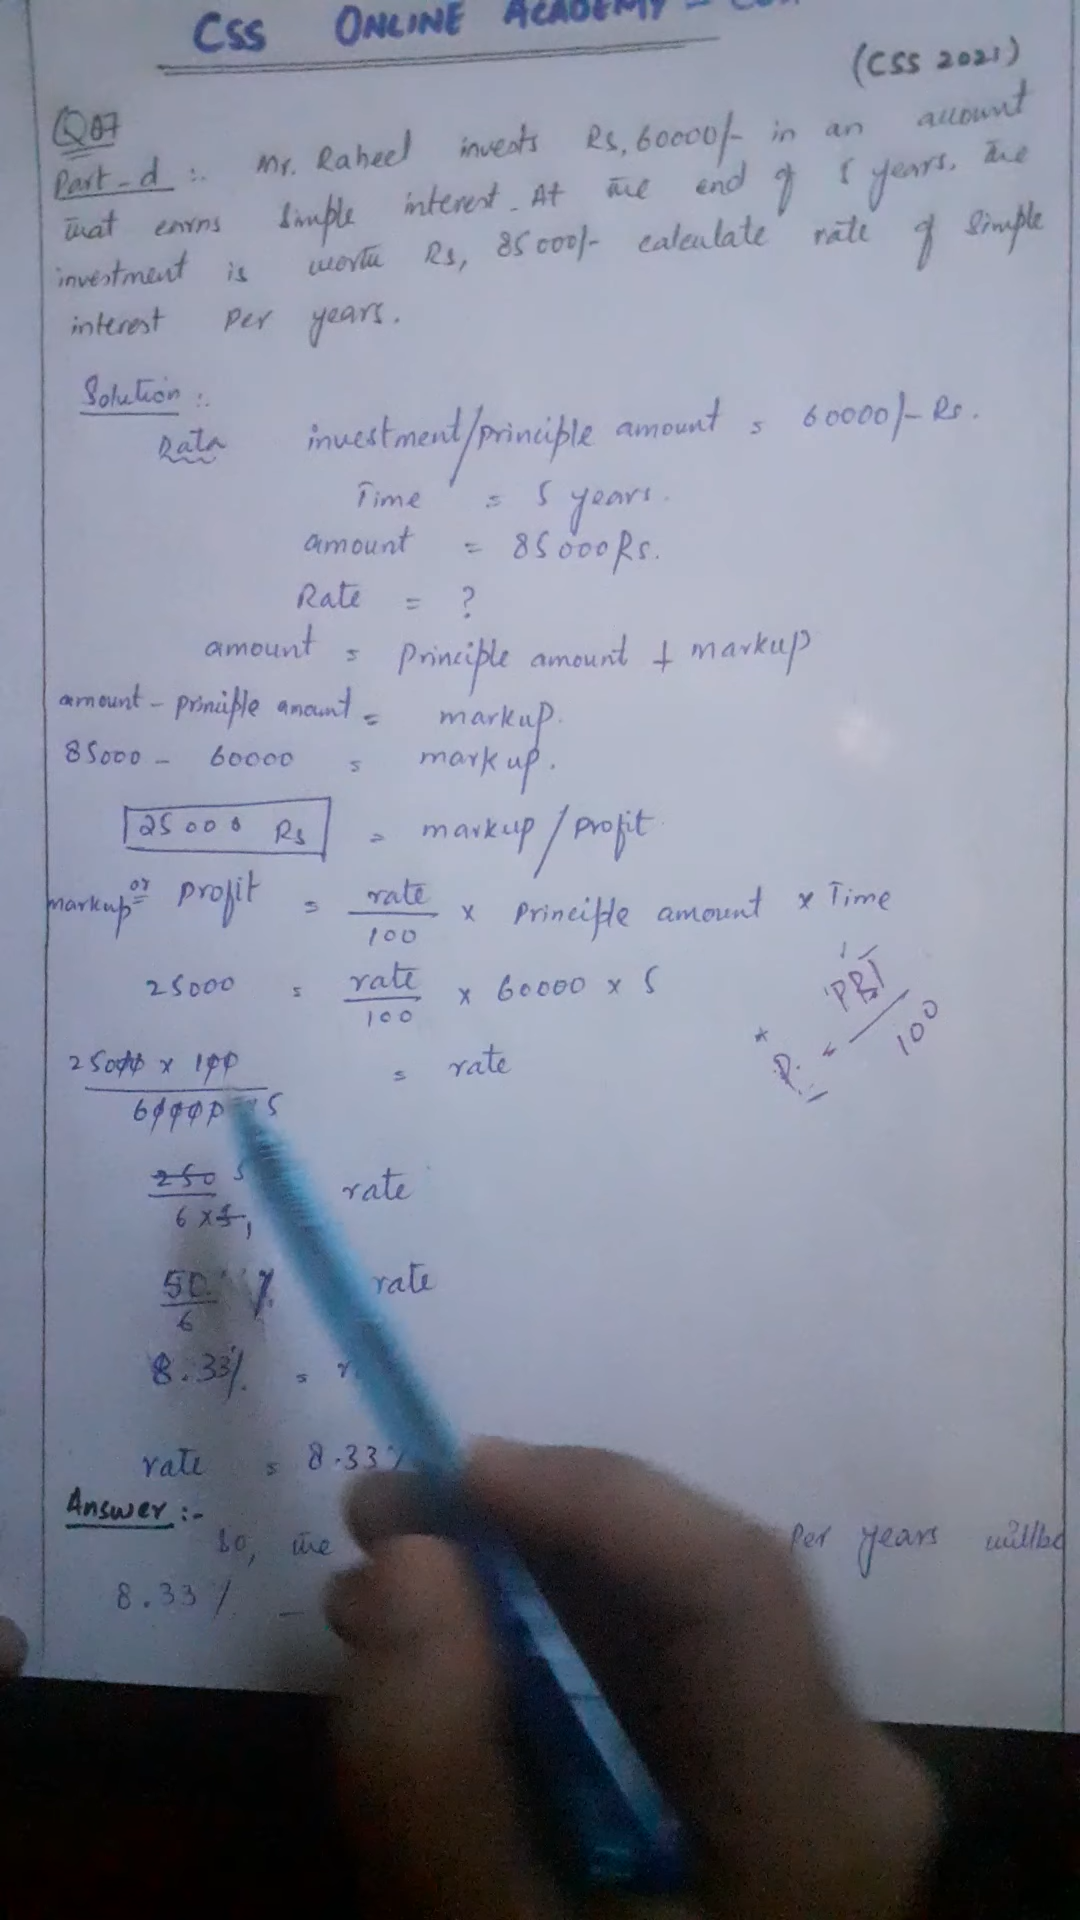 CSS ONLINE ACADEMY -
(CSS 2021)
Q07
Part-d :. Mr. Raheel invests Rs, 60000/- in an account
that earns simple interest. At the end of 5 years. The
investment is worth Rs, 85000/- calculate rate of simple
interest per years.
Solution :.
Data investment/principle amount = 60000/- Rs.
Time = 5 years.
amount = 85000 Rs.
Rate = ?
amount = principle amount + markup
amount - principle amount = markup.
85000 - 60000 = markup.
25000 Rs = markup / profit
markup or profit = rate/100 x principle amount x Time
25000 = rate/100 x 60000 x 5
25000 x 100 / 60000 x 5 = rate
250 / 6 x 5 rate
50/6 % rate
8.33% =
rate = 8.33%
Answer :-
So, the per years will be
8.33%
* P. = PRT/100